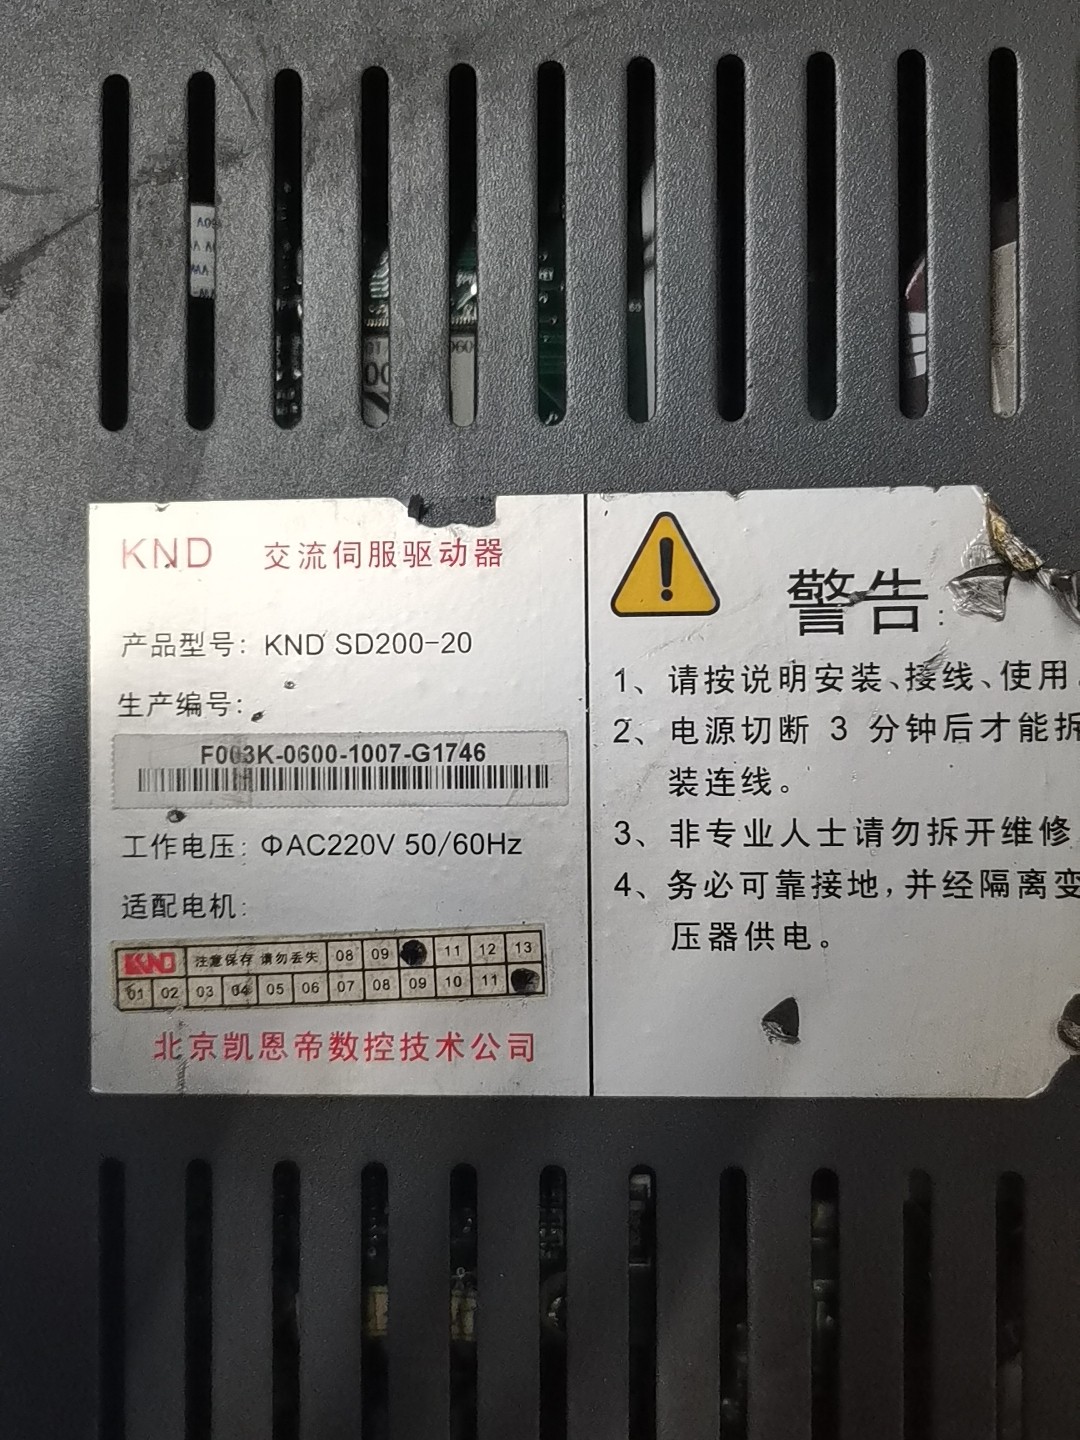 KND 交流伺服驱动器
产品型号: KND SD200-20
生产编号:
F003K-0600-1007-G1746
工作电压: ΦAC220V 50/60Hz
适配电机:
KND 注意保存 请勿丢失 08 09 11 12 13
01 02 03 04 05 06 07 08 09 10 11
北京凯恩帝数控技术公司
警告:
1、请按说明安装、接线、使用
2、电源切断 3 分钟后才能拆
装连线。
3、非专业人士请勿拆开维修
4、务必可靠接地,并经隔离变
压器供电。